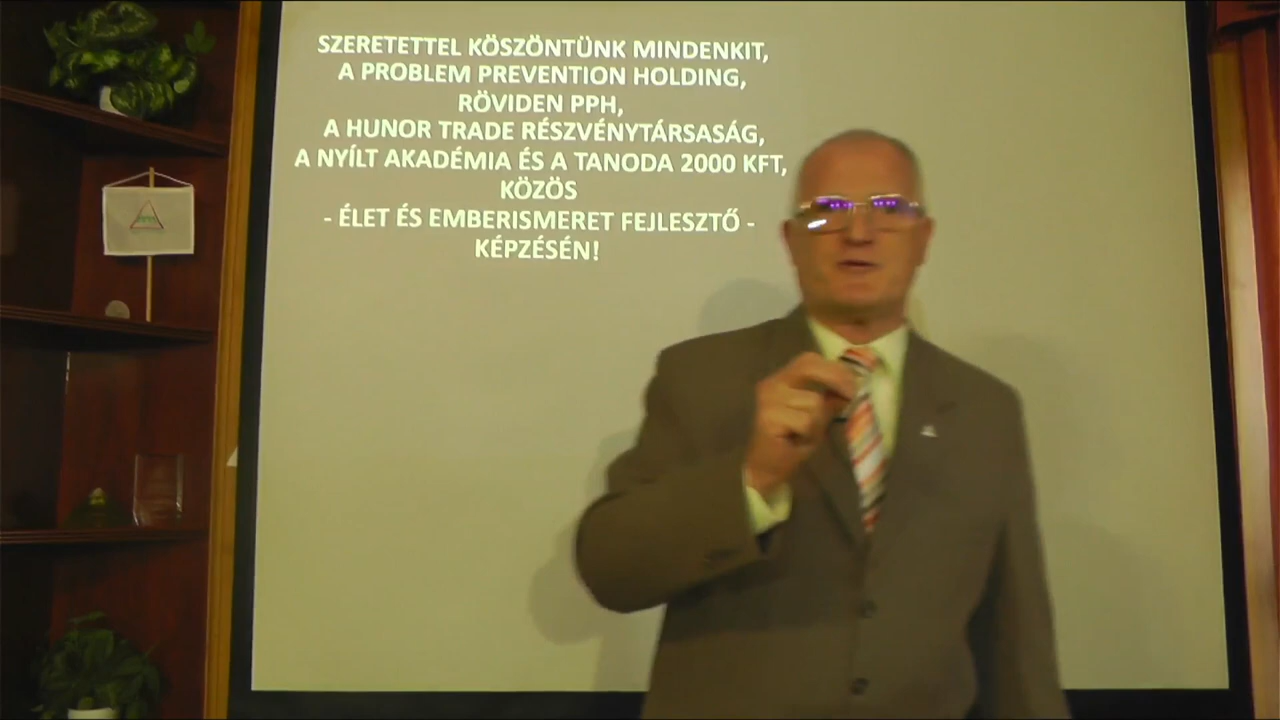 SZERETETTEL KÖSZÖNTÜNK MINDENKIT,
A PROBLEM PREVENTION HOLDING,
RÖVIDEN PPH,
A HUNOR TRADE RÉSZVÉNYTÁRSASÁG,
A NYÍLT AKADÉMIA ÉS A TANODA 2000 KFT,
KÖZÖS
- ÉLET ÉS EMBERISMERET FEJLESZTŐ -
KÉPZÉSÉN!